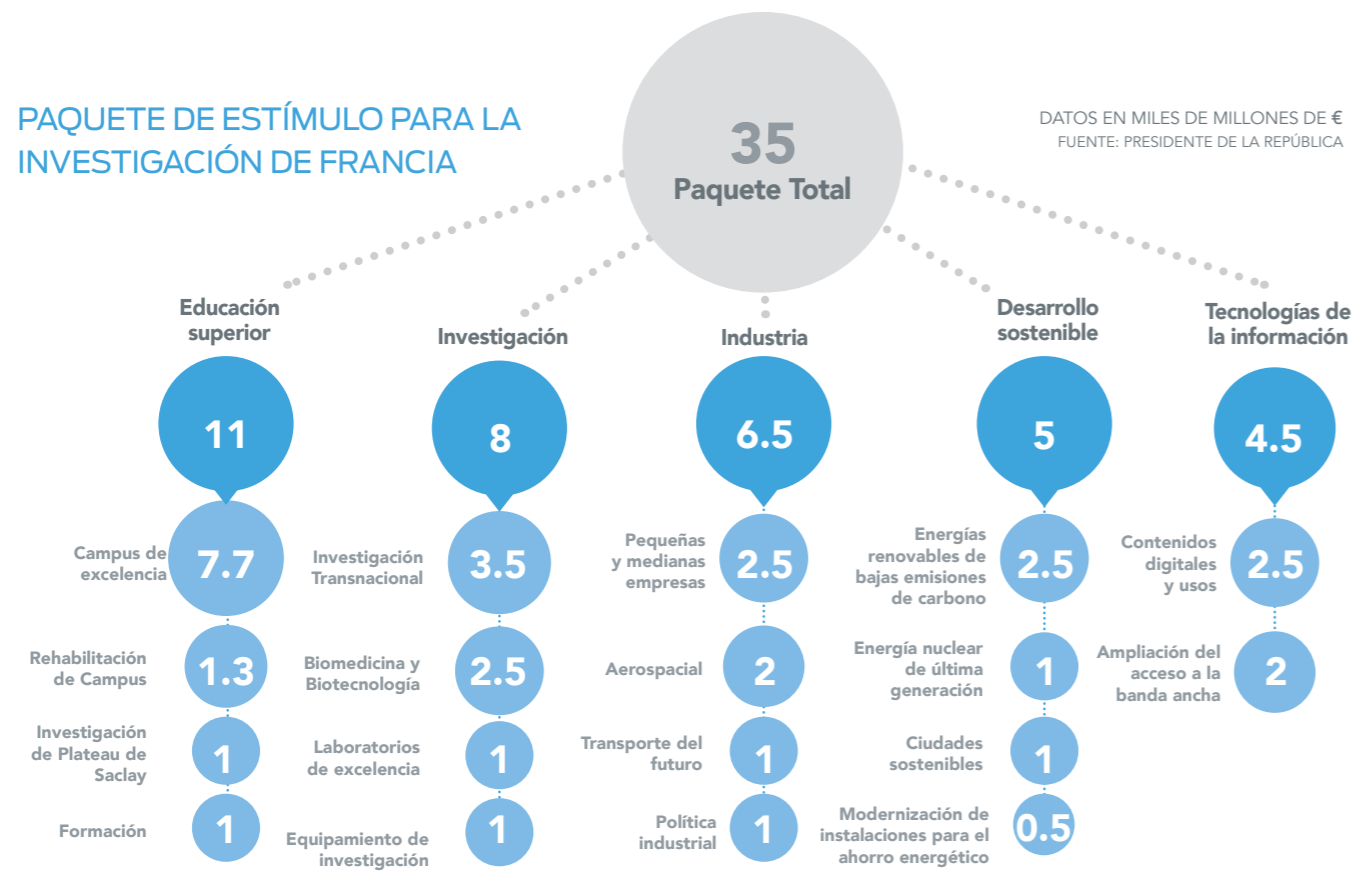 PAQUETE DE ESTÍMULO PARA LA
INVESTIGACIÓN DE FRANCIA
35
Paquete Total
DATOS EN MILES DE MILLONES DE €
FUENTE: PRESIDENTE DE LA REPÚBLICA
Educación
superior
11
Campus de
excelencia
7.7
Rehabilitación
de Campus
1.3
Investigación
de Plateau de
Saclay
1
Formación
1
Investigación
8
Investigación
Transnacional
3.5
Biomedicina y
Biotecnología
2.5
Laboratorios
de excelencia
1
Equipamiento de
investigación
1
Industria
6.5
Pequeñas
y medianas
empresas
2.5
Aerospacial
2
Transporte del
futuro
1
Política
industrial
1
Desarrollo
sostenible
5
Energías
renovables de
bajas emisiones
de carbono
2.5
Energía nuclear
de última
generación
1
Ciudades
sostenibles
1
Modernización de
instalaciones para el
ahorro energético
0.5
Tecnologías de
la información
4.5
Contenidos
digitales
y usos
2.5
Ampliación del
acceso a la
banda ancha
2